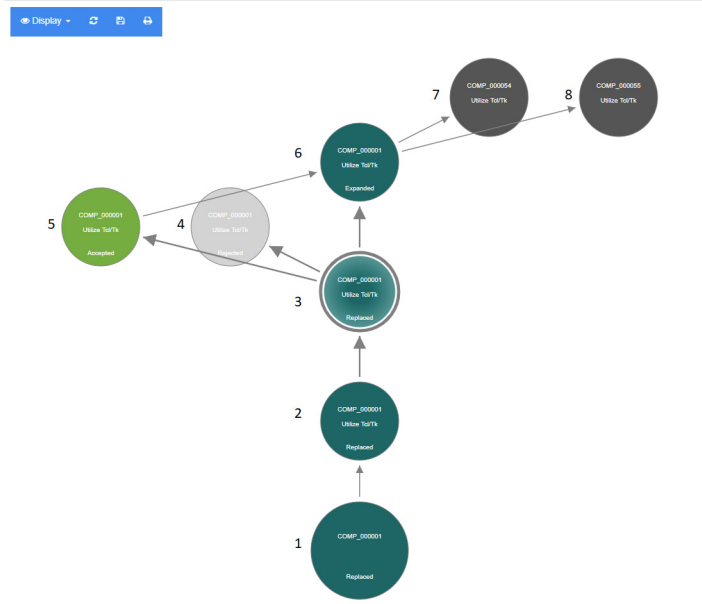 Display
7
COMP_000054
Utilize Tcl/Tk
8
COMP_000055
Utilize Tcl/Tk
6
COMP_000001
Utilize Tcl/Tk
Expanded
5
COMP_000001
Utilize Tcl/Tk
Accepted
4
COMP_000001
Utilize Tcl/Tk
Rejected
3
COMP_000001
Utilize Tcl/Tk
Replaced
2
COMP_000001
Utilize Tcl/Tk
Replaced
1
COMP_000001
Replaced